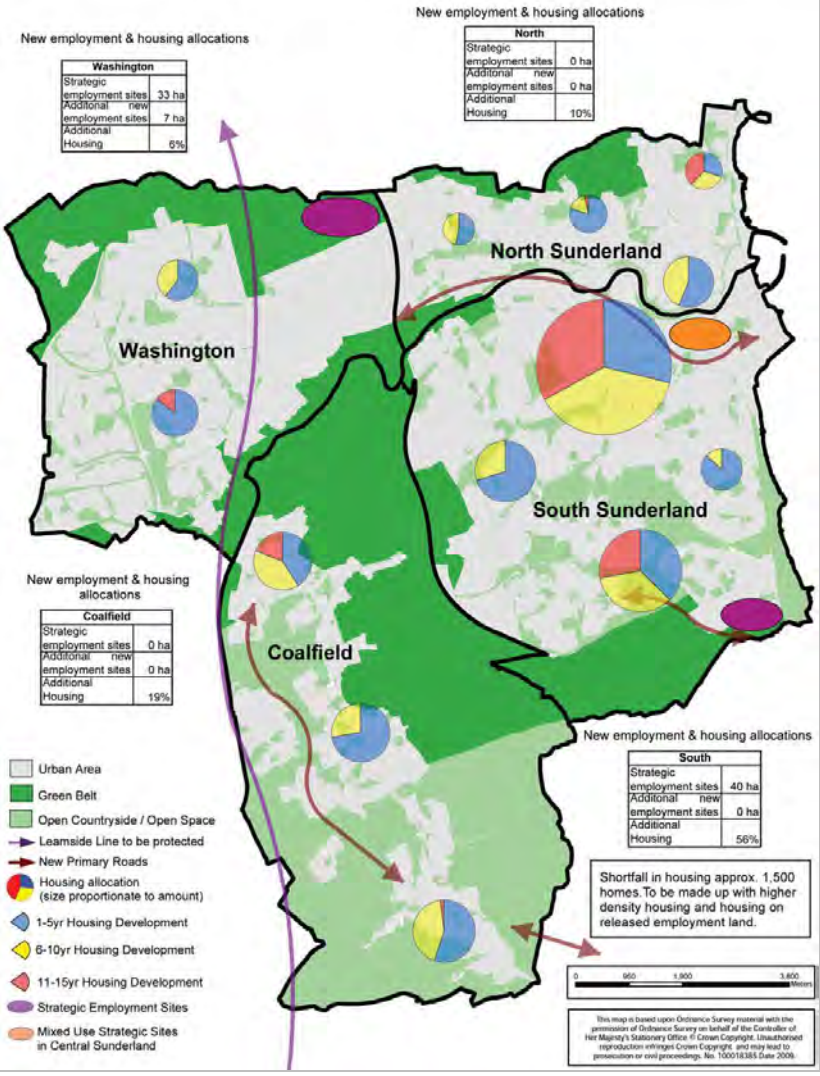 New employment & housing allocations
North
Strategic
employment sites 0 ha
Additonal new
employment sites 0 ha
Additional
Housing 10%
New employment & housing allocations
Washington
Strategic
employment sites 33 ha
Additonal new
employment sites 7 ha
Additional
Housing 6%
North Sunderland
Washington
South Sunderland
Coalfield
New employment & housing
allocations
Coalfield
Strategic
employment sites 0 ha
Additonal new
employment sites 0 ha
Additional
Housing 19%
New employment & housing allocations
South
Strategic
employment sites 40 ha
Additonal new
employment sites 0 ha
Additional
Housing 56%
Urban Area
Green Belt
Open Countryside / Open Space
Leamside Line to be protected
New Primary Roads
Housing allocation
(size proportionate to amount)
1-5yr Housing Development
6-10yr Housing Development
11-15yr Housing Development
Strategic Employment Sites
Mixed Use Strategic Sites
in Central Sunderland
Shortfall in housing approx. 1,500
homes.To be made up with higher
density housing and housing on
released employment land.
0 950 1,900 3,800
Meters
This map is based upon Ordnance Survey material with the
permission of Ordnance Survey on behalf of the Controller of
Her Majesty's Stationery Office © Crown Copyright. Unauthorised
reproduction infringes Crown Copyright and may lead to
prosecution or civil proceedings. No. 100018385 Date 2009.